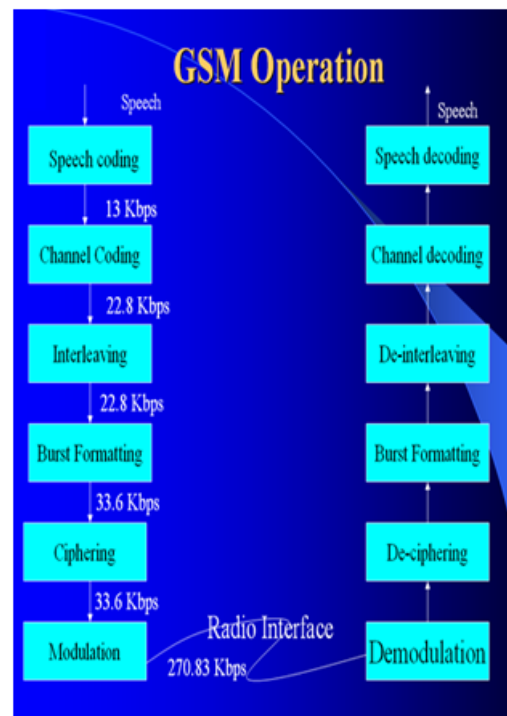 GSM Operation
Speech
Speech coding
13 Kbps
Channel Coding
22.8 Kbps
Interleaving
22.8 Kbps
Burst Formatting
33.6 Kbps
Ciphering
33.6 Kbps
Modulation
Radio Interface
270.83 Kbps
Speech
Speech decoding
Channel decoding
De-interleaving
Burst Formatting
De-ciphering
Demodulation